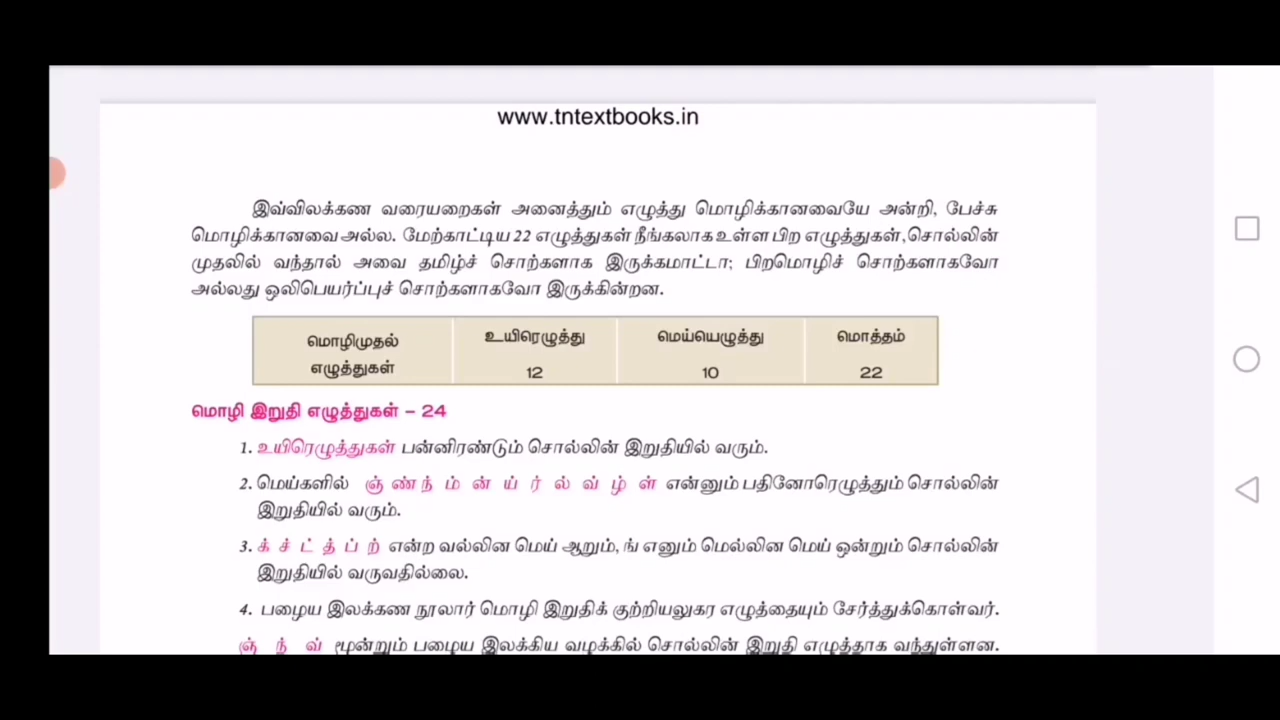 www.tntextbooks.in
இவ்விலக்கண வரையறைகள் அனைத்தும் எழுத்து மொழிக்கானவையே அன்றி, பேச்சு
மொழிக்கானவை அல்ல. மேற்காட்டிய 22 எழுத்துகள் நீங்கலாக உள்ள பிற எழுத்துகள் ,சொல்லின்
முதலில் வந்தால் அவை தமிழ்ச் சொற்களாக இருக்கமாட்டா; பிறமொழிச் சொற்களாகவோ
அல்லது ஒலிபெயர்ப்புச் சொற்களாகவோ இருக்கின்றன.
மொழிமுதல் எழுத்துகள் உயிரெழுத்து மெய்யெழுத்து மொத்தம்
12 10 22
மொழி இறுதி எழுத்துகள் – 24
1. உயிரெழுத்துகள் பன்னிரண்டும் சொல்லின் இறுதியில் வரும்.
2. மெய்களில் ஞ் ண் ந் ம் ன் ய் ர் ல் வ் ழ் ள் என்னும் பதினோரெழுத்தும் சொல்லின்
இறுதியில் வரும்.
3. க் ச் ட் த் ப் ற் என்ற வல்லின மெய் ஆறும், ங் எனும் மெல்லின மெய் ஒன்றும் சொல்லின்
இறுதியில் வருவதில்லை.
4. பழைய இலக்கண நூலார் மொழி இறுதிக் குற்றியலுகர எழுத்தையும் சேர்த்துக்கொள்வர்.
ஞ் ந் வ் மூன்றும் பழைய இலக்கிய வழக்கில் சொல்லின் இறுதி எழுத்தாக வந்துள்ளன.